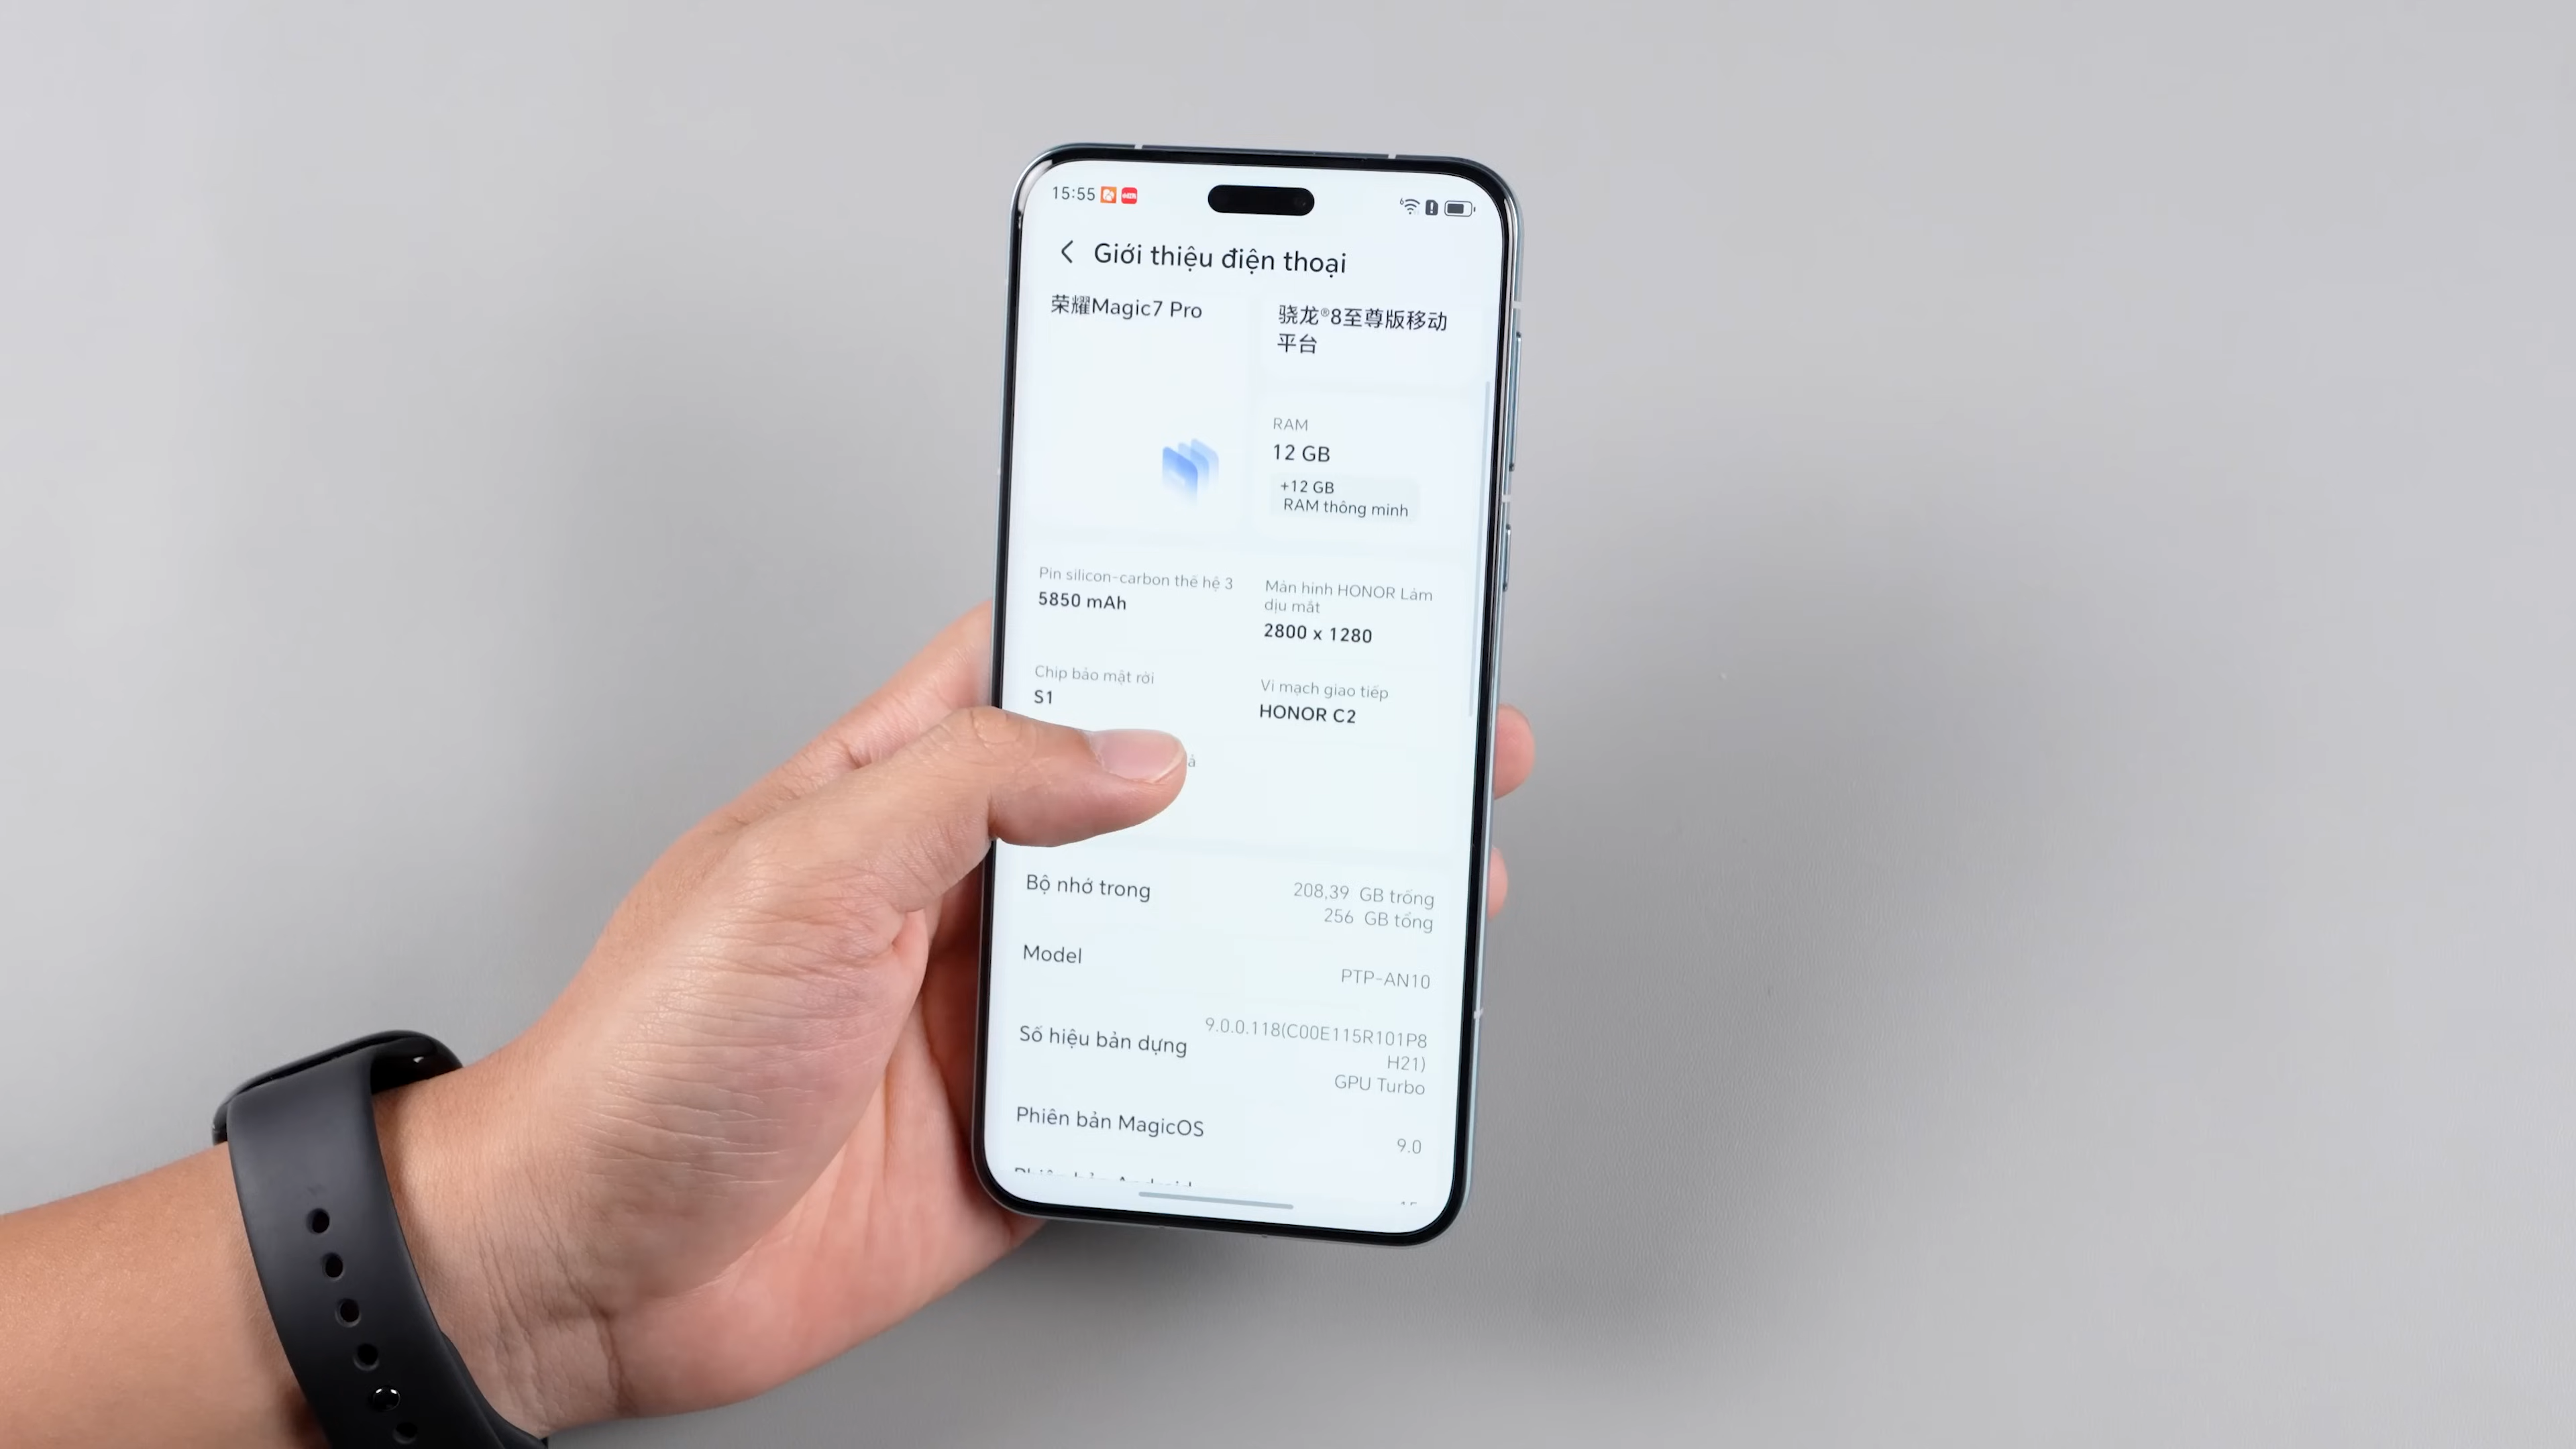 15:55
Giới thiệu điện thoại
荣耀Magic7 Pro
骁龙®8至尊版移动
平台
RAM
12 GB
+12 GB
RAM thông minh
Pin silicon-carbon thế hệ 3
5850 mAh
Màn hình HONOR Làm
dịu mắt
2800 x 1280
Chip bảo mật rời
S1
Vi mạch giao tiếp
HONOR C2
ả
Bộ nhớ trong
208,39 GB trống
256 GB tổng
Model
PTP-AN10
Số hiệu bản dựng
9.0.0.118(C00E115R101P8
H21)
GPU Turbo
Phiên bản MagicOS
9.0